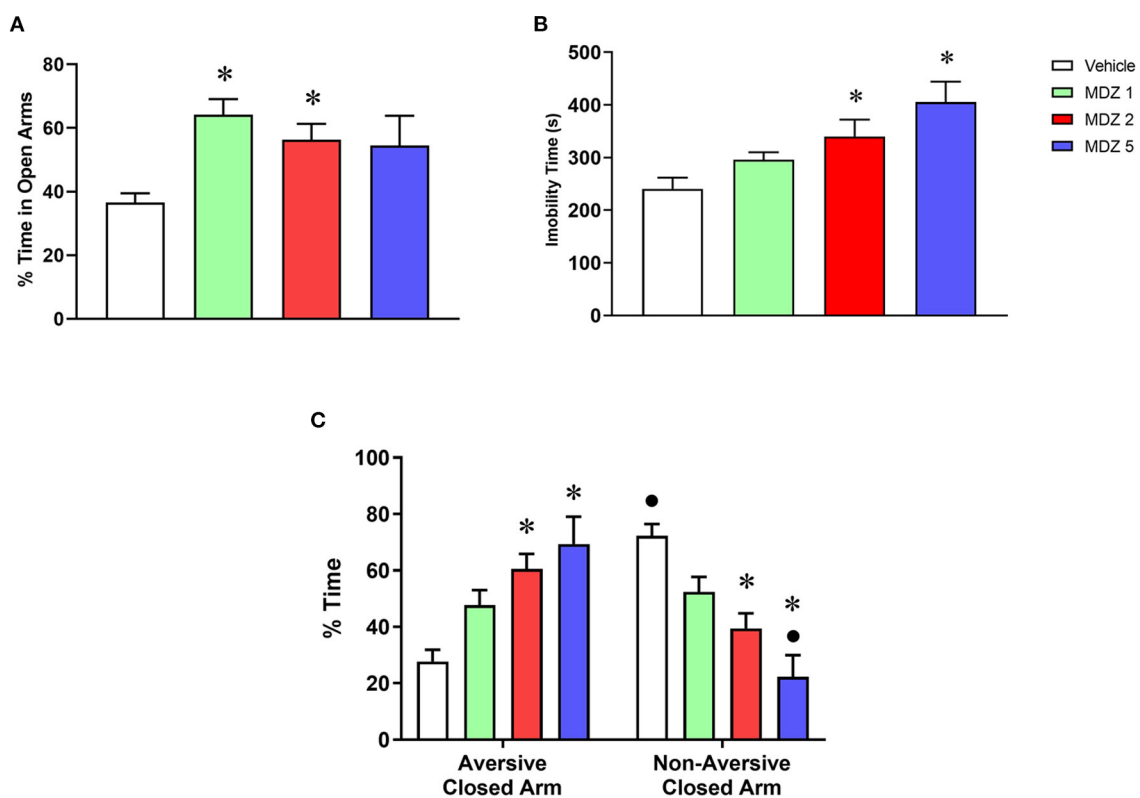 A
% Time in Open Arms
80
60
40
20
0
*
*
B
Imobility Time (s)
500
400
300
200
100
0
*
*
Vehicle
MDZ 1
MDZ 2
MDZ 5
C
% Time
100
80
60
40
20
0
*
*
*
*
Aversive
Closed Arm
Non-Aversive
Closed Arm